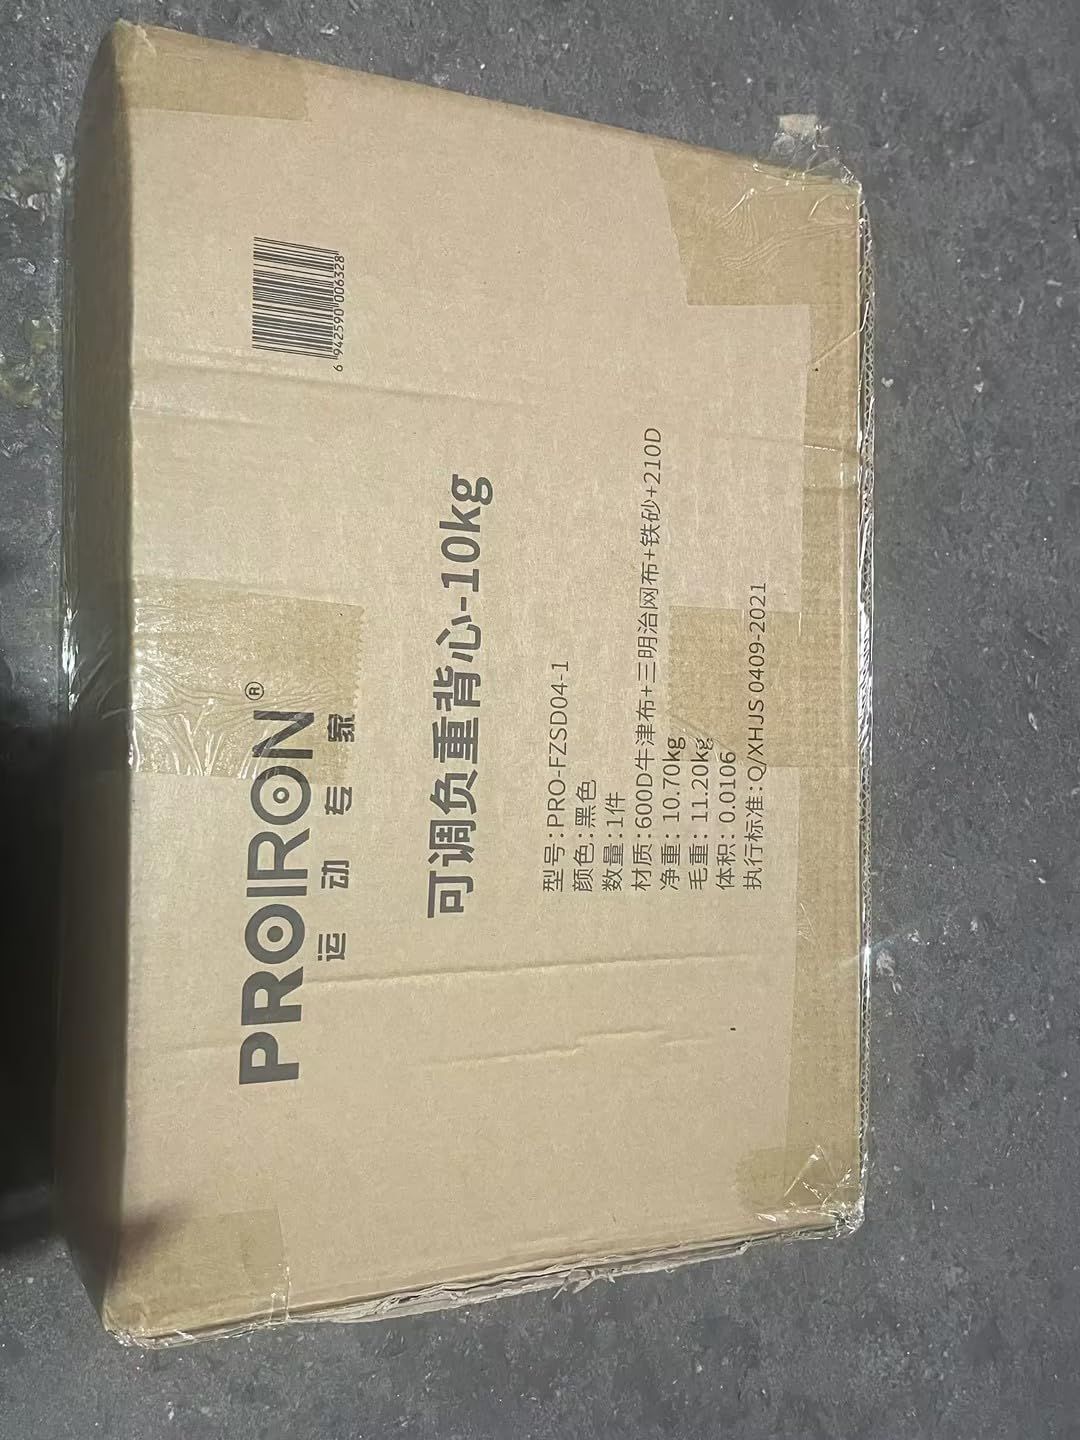 PROIRON®
运动专家
可调负重背心-10kg
型号:PRO-FZSD04-1
颜色:黑色
数量:1件
材质:600D牛津布+三明治网布+铁砂+210D
净重:10.70kg
毛重:11.20kg
体积:0.0106
执行标准:Q/XHJS 0409-2021
6 942590 006328